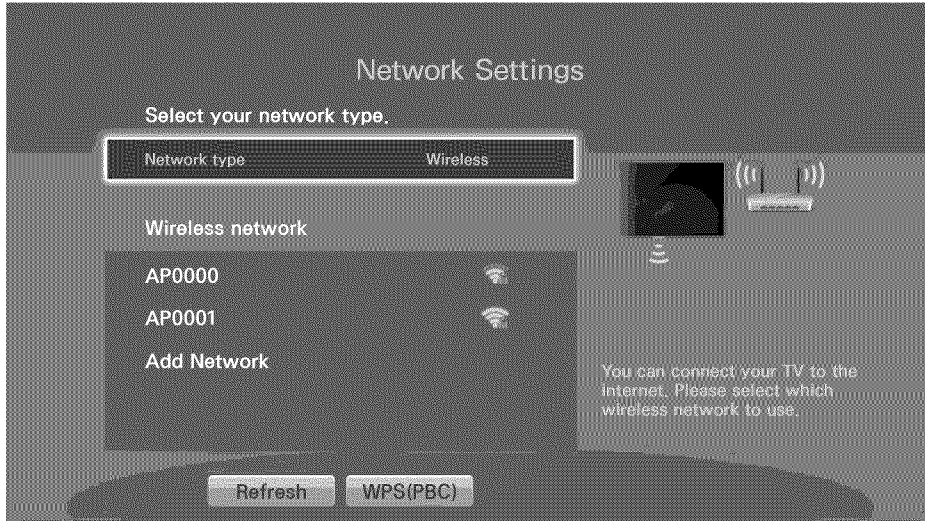 Network Settings
Select your network type.
Network type Wireless
Wireless network
AP0000
AP0001
Add Network
You can connect your TV to the
internet. Please select which
wireless network to use.
Refresh WPS(PBC)